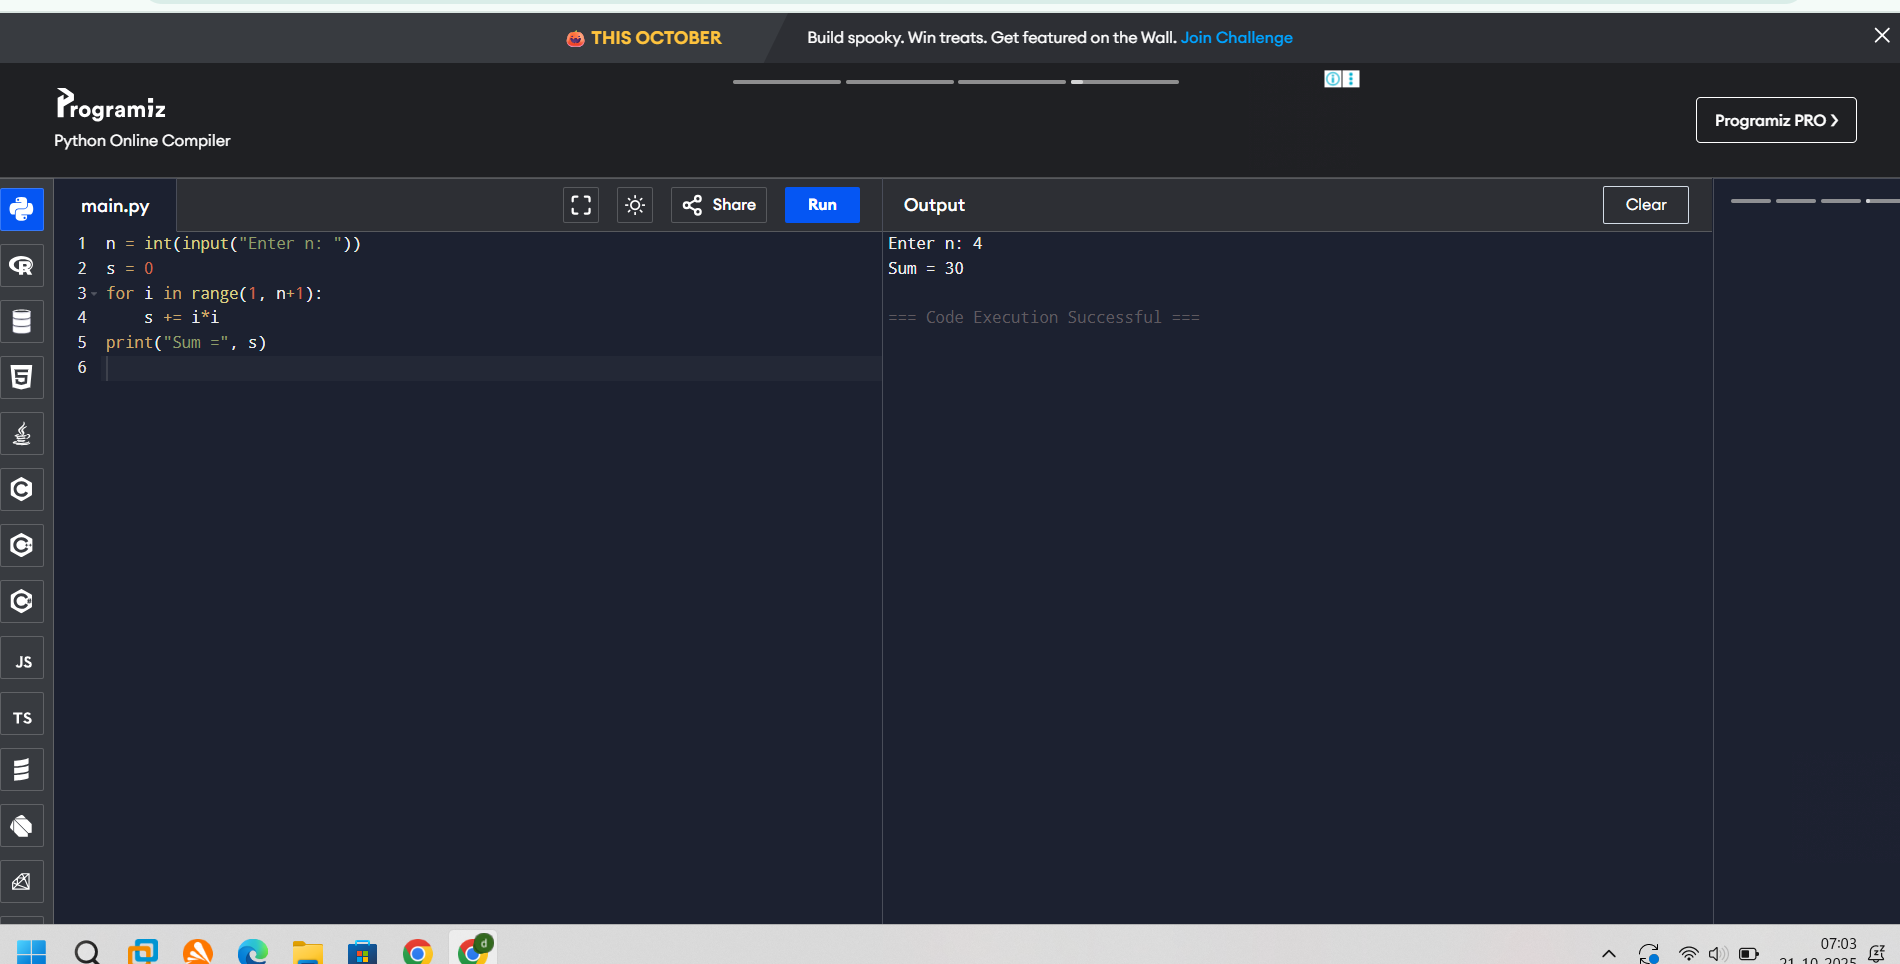 THIS OCTOBER
Build spooky. Win treats. Get featured on the Wall. Join Challenge
Programiz
Python Online Compiler
Programiz PRO
main.py
Share
Run
Output
Clear
1 n = int(input("Enter n: "))
2 s = 0
3 for i in range(1, n+1):
4 s += i*i
5 print("Sum =", s)
6
Enter n: 4
Sum = 30
=== Code Execution Successful ===
R
5
C
C
C
JS
TS
d
07:03
21-10-2025